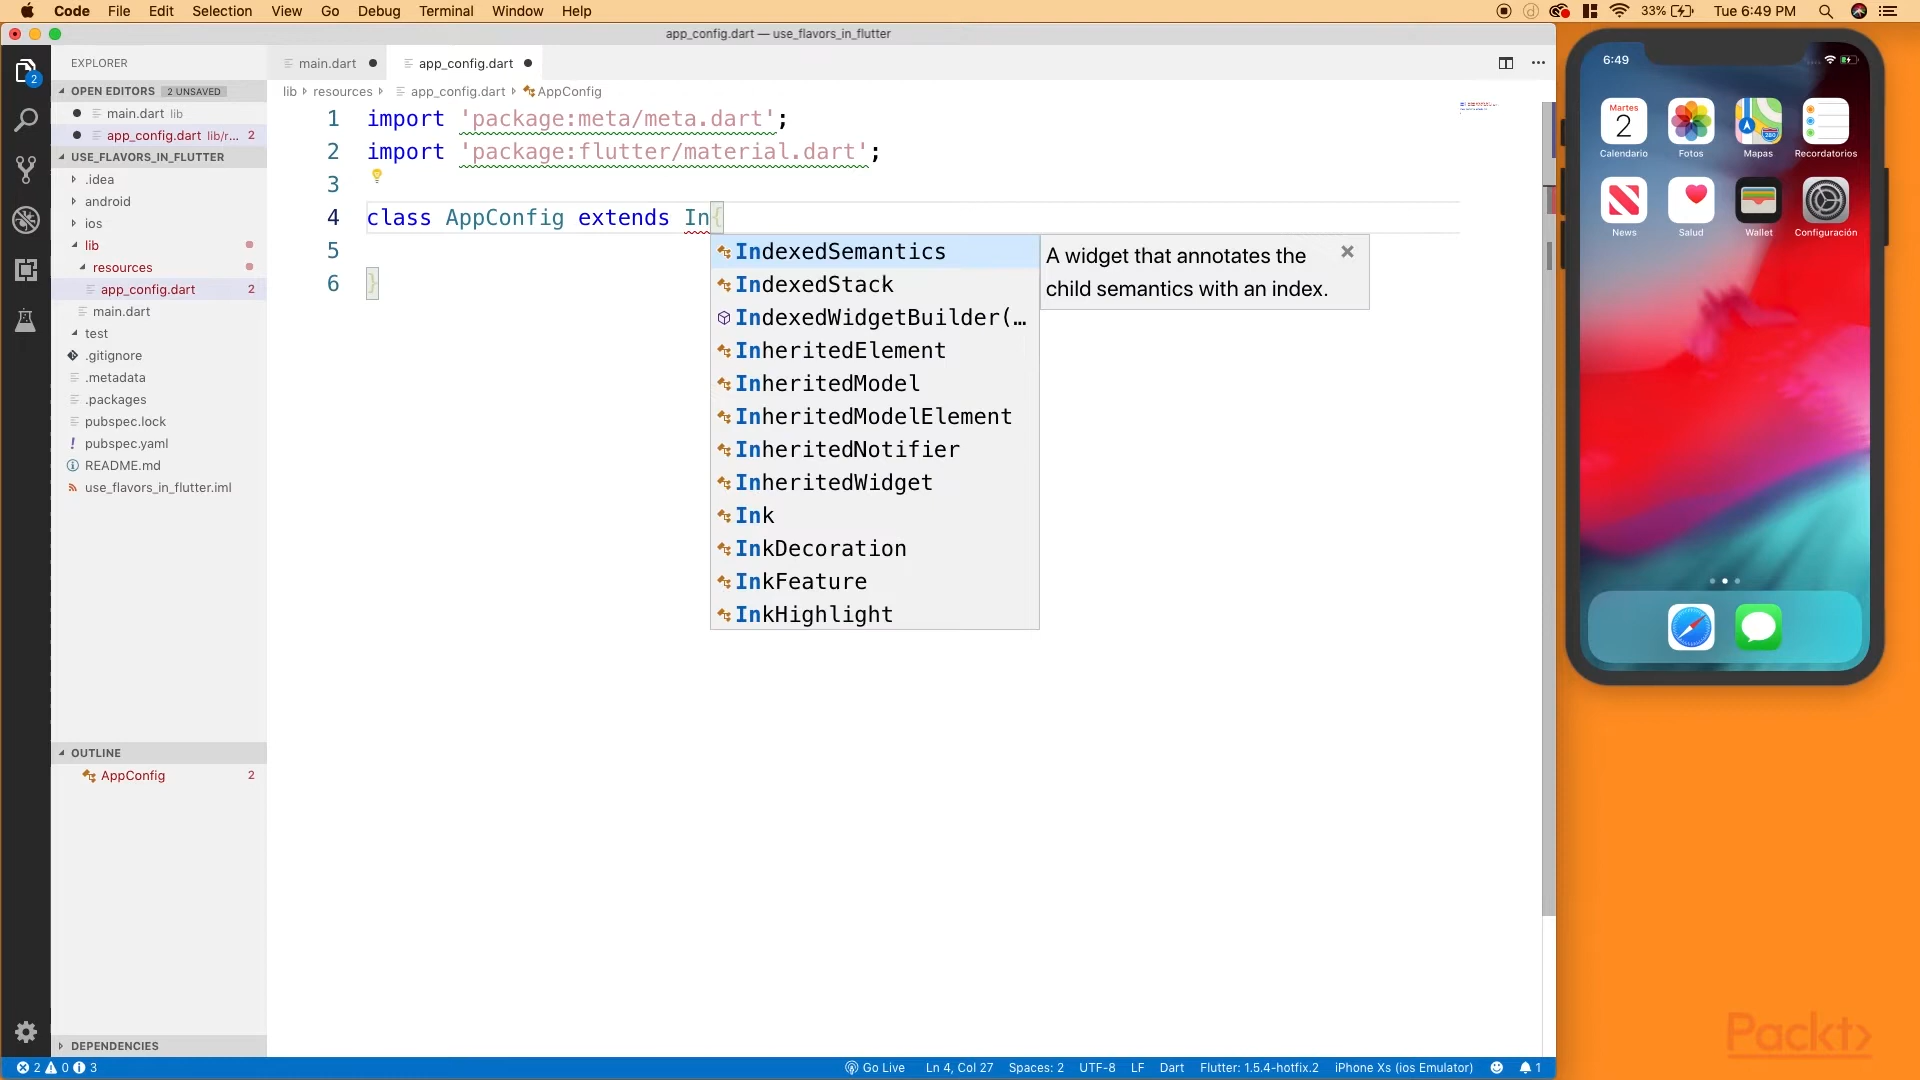 Code File Edit Selection View Go Debug Terminal Window Help
33% Tue 6:49 PM
app_config.dart — use_flavors_in_flutter
EXPLORER
main.dart
app_config.dart
OPEN EDITORS 2 UNSAVED
lib resources app_config.dart AppConfig
main.dart lib
app_config.dart lib/r... 2
USE_FLAVORS_IN_FLUTTER
.idea
android
ios
lib
resources
app_config.dart 2
main.dart
test
.gitignore
.metadata
.packages
pubspec.lock
pubspec.yaml
README.md
use_flavors_in_flutter.iml
OUTLINE
AppConfig 2
DEPENDENCIES
1 import 'package:meta/meta.dart';
2 import 'package:flutter/material.dart';
3
4 class AppConfig extends In{
5
6 }
IndexedSemantics
IndexedStack
IndexedWidgetBuilder(…
InheritedElement
InheritedModel
InheritedModelElement
InheritedNotifier
InheritedWidget
Ink
InkDecoration
InkFeature
InkHighlight
A widget that annotates the
child semantics with an index.
6:49
Martes
2
Calendario Fotos Mapas Recordatorios
News Salud Wallet Configuración
Packt>
2 0 3 Go Live Ln 4, Col 27 Spaces: 2 UTF-8 LF Dart Flutter: 1.5.4-hotfix.2 iPhone Xs (ios Emulator) 1